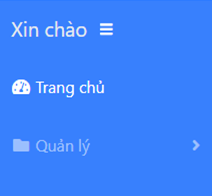 Xin chào
Trang chủ
Quản lý